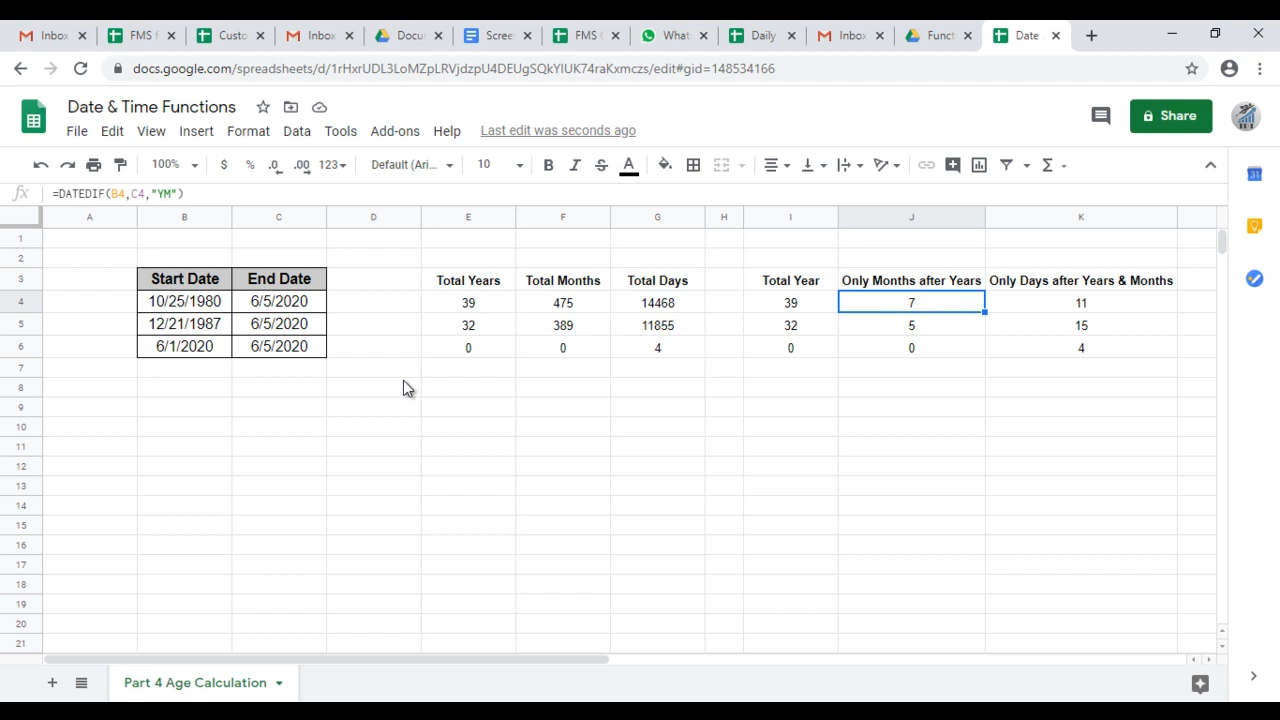 Inbox
FMS f
Custo
Inbox
Docu
Scree
FMS (
What
Daily
Inbox
Funct
Date
docs.google.com/spreadsheets/d/1rHxrUDL3LoMZpLRVjdzpU4DEUgSQkYIUK74raKxmczs/edit#gid=148534166
Date & Time Functions
Share
File Edit View Insert Format Data Tools Add-ons Help Last edit was seconds ago
100% $ % .0 .00 123 Default (Ari... 10 B I S A Σ
31
fx =DATEDIF(B4,C4,"YM")
A B C D E F G H I J K
1
2
3 Start Date End Date Total Years Total Months Total Days Total Year Only Months after Years Only Days after Years & Months
4 10/25/1980 6/5/2020 39 475 14468 39 7 11
5 12/21/1987 6/5/2020 32 389 11855 32 5 15
6 6/1/2020 6/5/2020 0 0 4 0 0 4
7
8
9
10
11
12
13
14
15
16
17
18
19
20
21
Part 4 Age Calculation